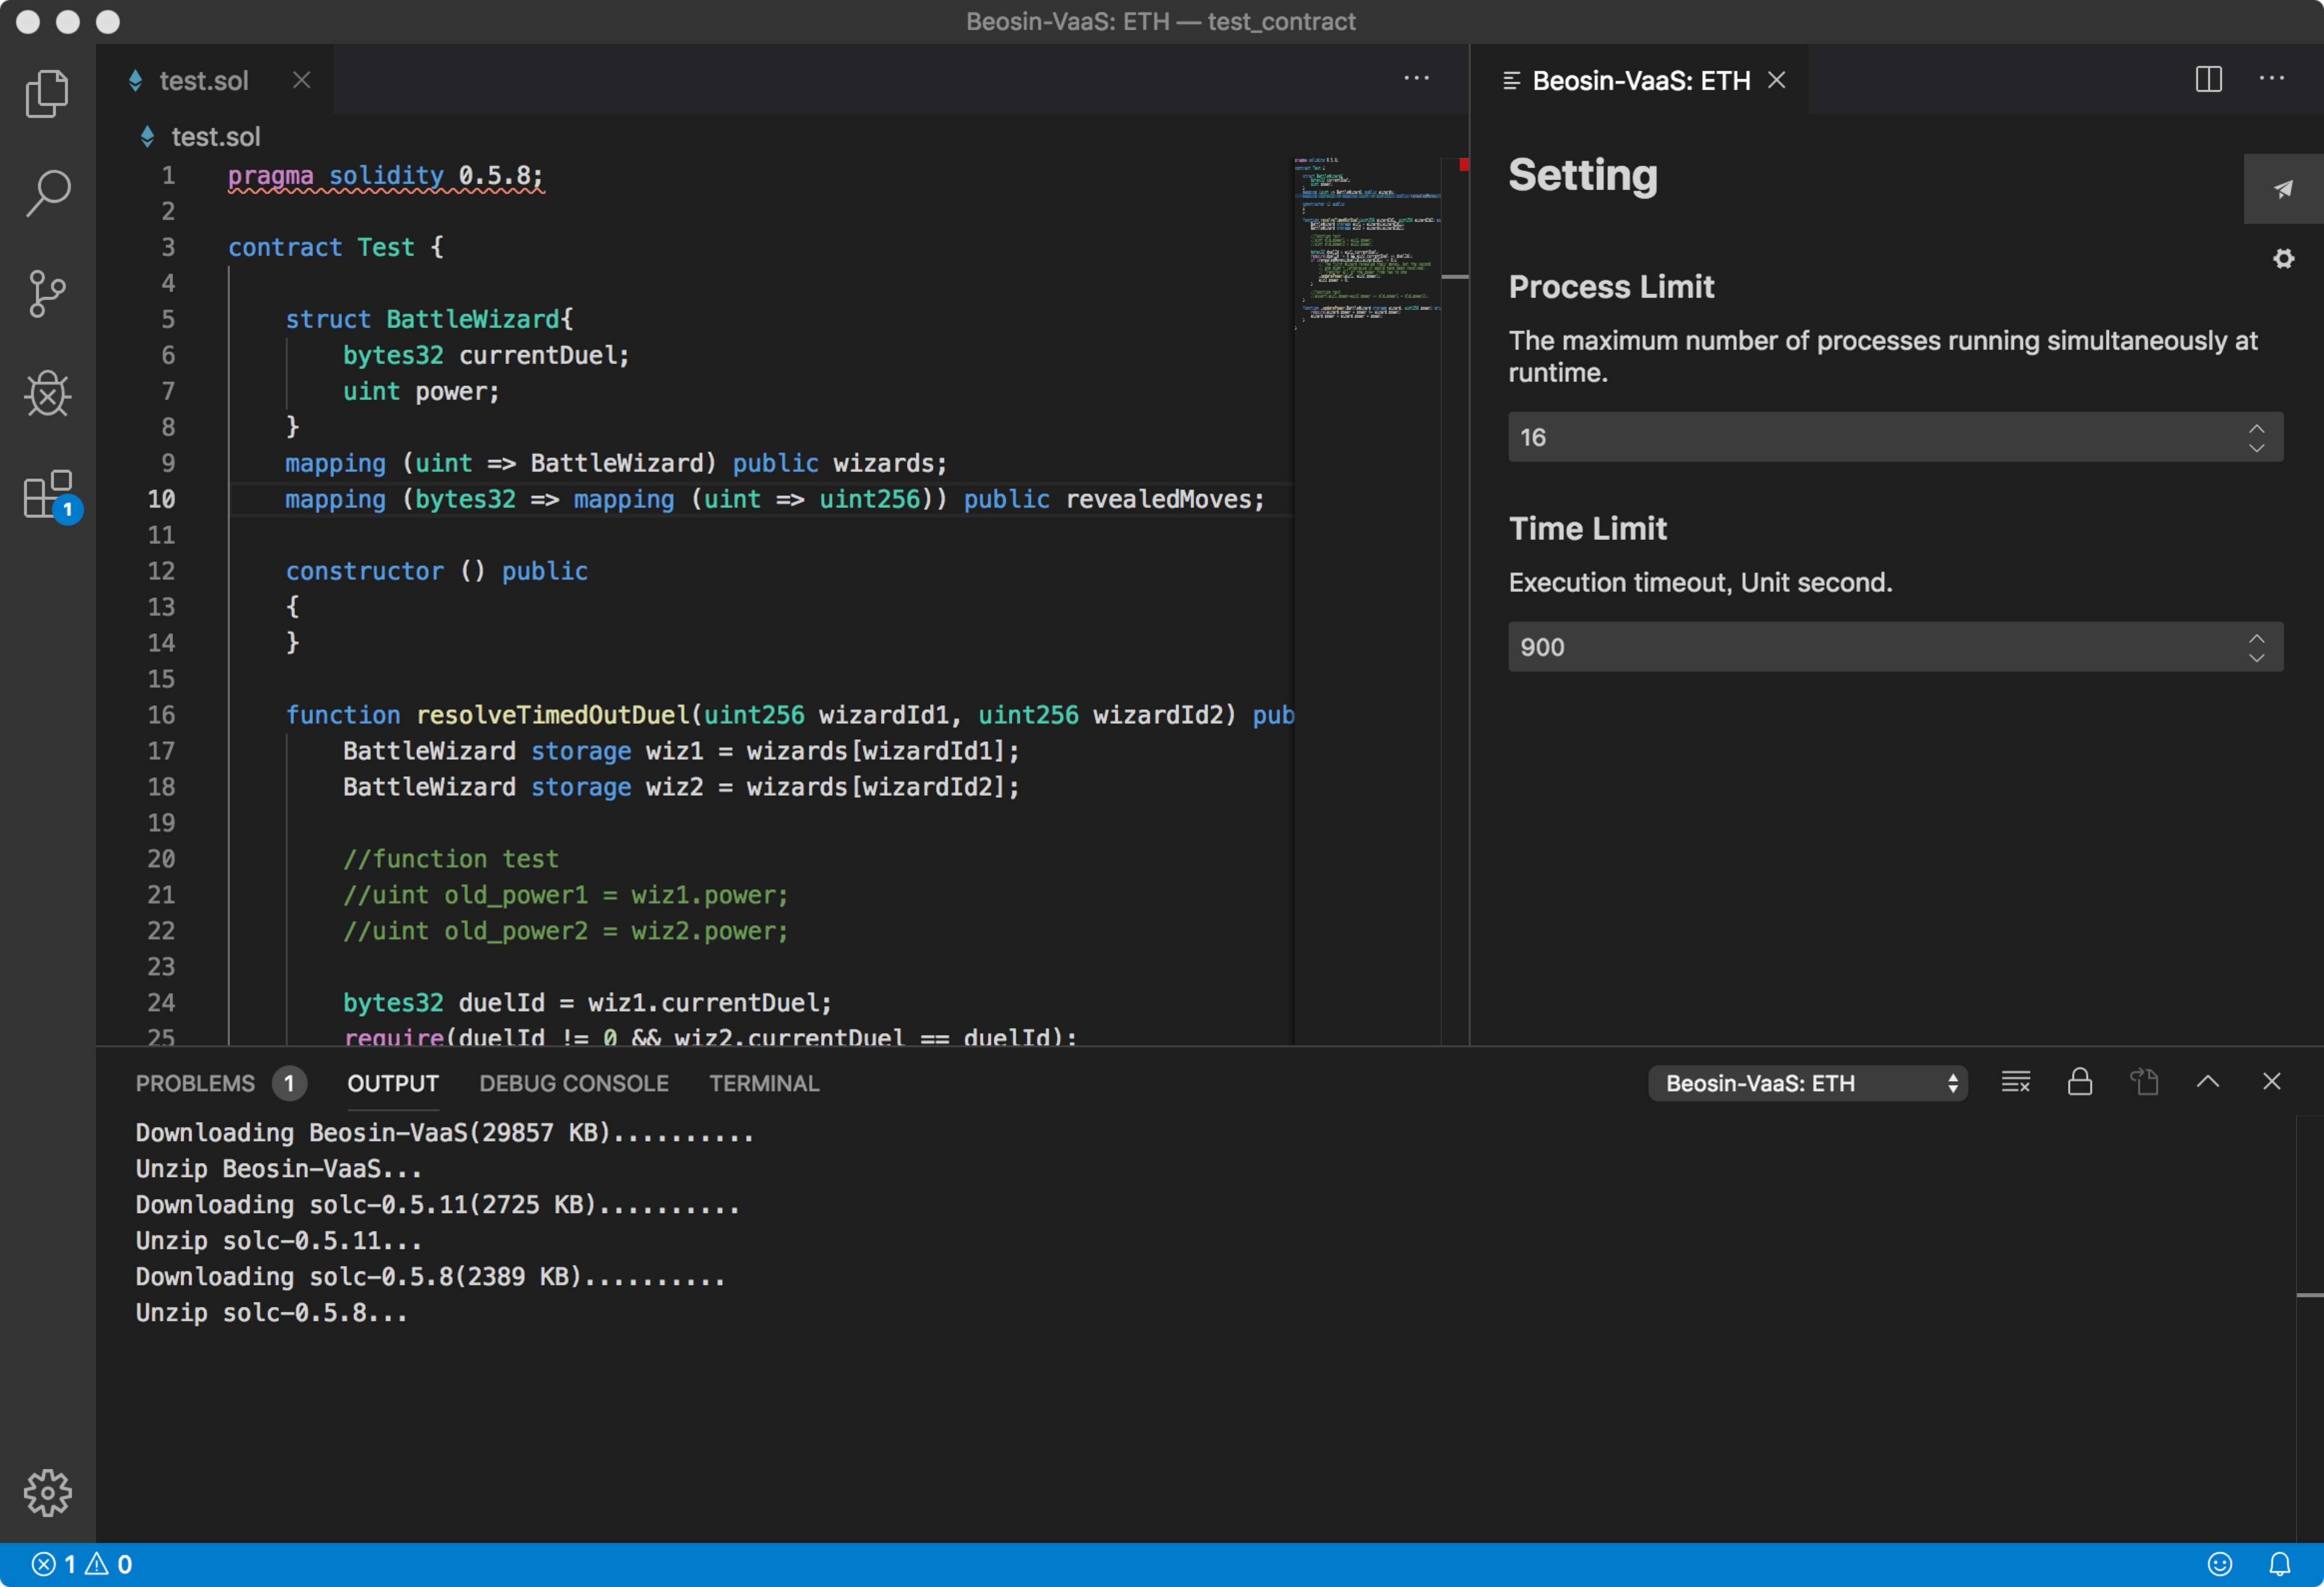 Beosin-VaaS: ETH — test_contract
test.sol
Beosin-VaaS: ETH
test.sol
1 pragma solidity 0.5.8;
2
3 contract Test {
4
5 struct BattleWizard{
6 bytes32 currentDuel;
7 uint power;
8 }
9 mapping (uint => BattleWizard) public wizards;
10 mapping (bytes32 => mapping (uint => uint256)) public revealedMoves;
11
12 constructor () public
13 {
14 }
15
16 function resolveTimedOutDuel(uint256 wizardId1, uint256 wizardId2) pub
17 BattleWizard storage wiz1 = wizards[wizardId1];
18 BattleWizard storage wiz2 = wizards[wizardId2];
19
20 //function test
21 //uint old_power1 = wiz1.power;
22 //uint old_power2 = wiz2.power;
23
24 bytes32 duelId = wiz1.currentDuel;
25 require(duelId != 0 && wiz2.currentDuel == duelId);
Setting
Process Limit
The maximum number of processes running simultaneously at
runtime.
16
Time Limit
Execution timeout, Unit second.
900
1
PROBLEMS 1 OUTPUT DEBUG CONSOLE TERMINAL Beosin-VaaS: ETH
Downloading Beosin-VaaS(29857 KB)..........
Unzip Beosin-VaaS...
Downloading solc-0.5.11(2725 KB)..........
Unzip solc-0.5.11...
Downloading solc-0.5.8(2389 KB)..........
Unzip solc-0.5.8...
1 0